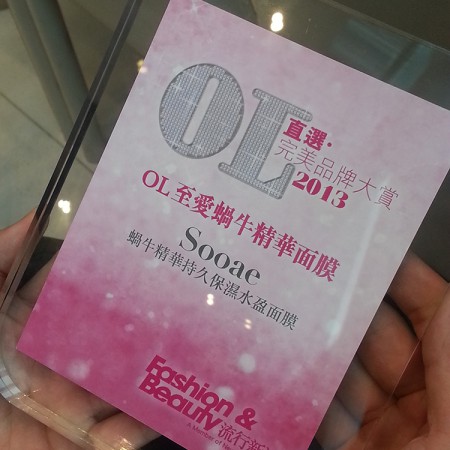 OL
直選·
完美品牌大賞
2013
OL至愛蝸牛精華面膜
Sooae
蝸牛精華持久保濕水盈面膜
Fashion &
Beauty 流行新
A Member of